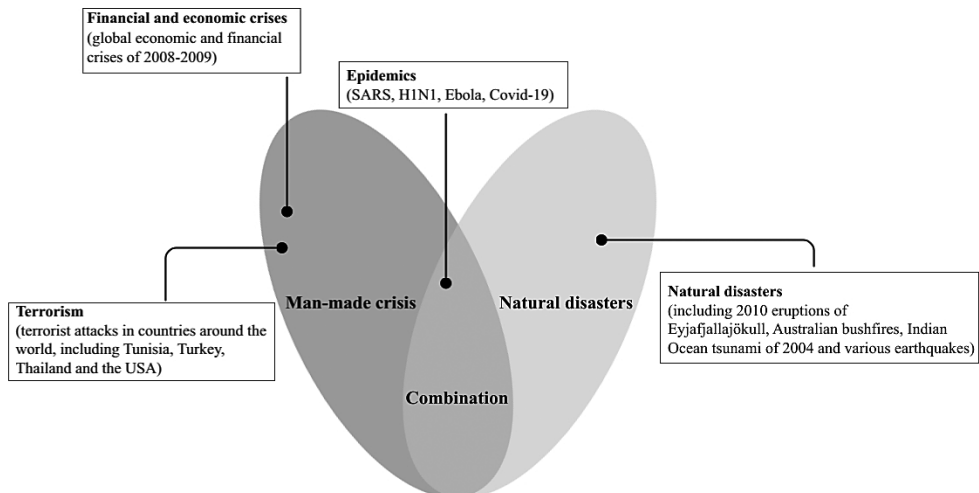 Financial and economic crises
(global economic and financial
crises of 2008-2009)
Epidemics
(SARS, H1N1, Ebola, Covid-19)
Man-made crisis
Natural disasters
Combination
Terrorism
(terrorist attacks in countries around the
world, including Tunisia, Turkey,
Thailand and the USA)
Natural disasters
(including 2010 eruptions of
Eyjafjallajökull, Australian bushfires, Indian
Ocean tsunami of 2004 and various earthquakes)